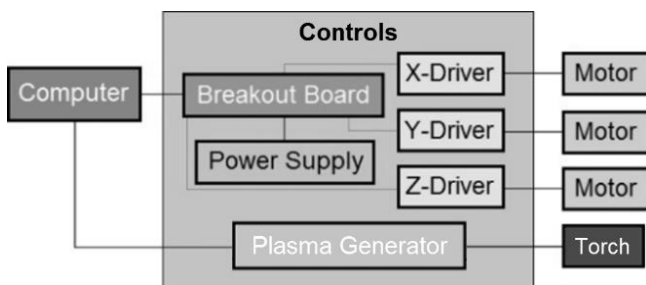 Controls
X-Driver
Motor
Computer
Breakout Board
Y-Driver
Motor
Power Supply
Z-Driver
Motor
Plasma Generator
Torch